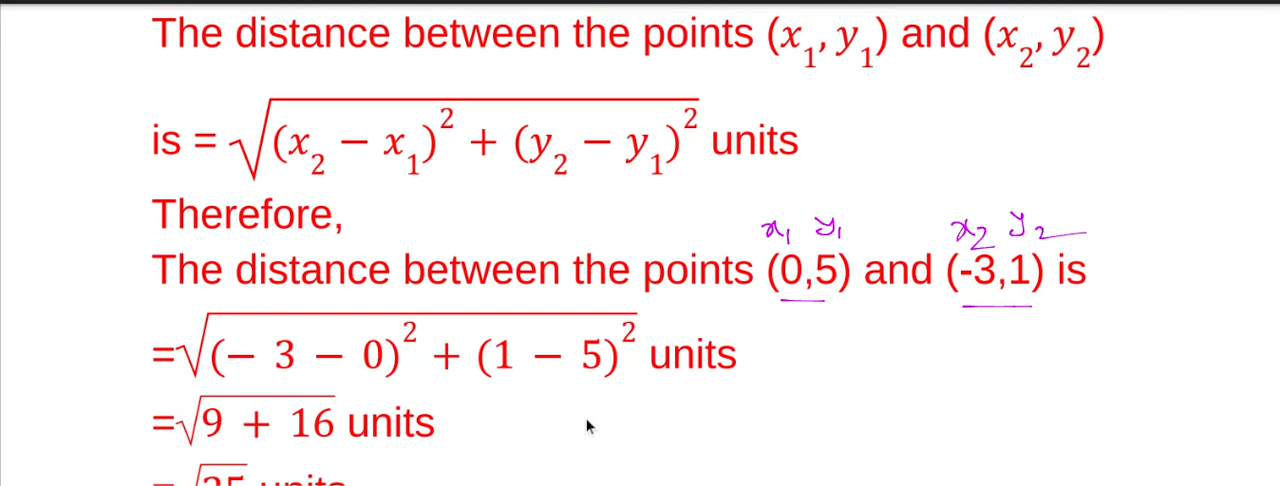 The distance between the points (x₁, y₁) and (x₂, y₂)
is = √((x₂ − x₁)² + (y₂ − y₁)²) units
Therefore,
x₁ y₁ x₂ y₂
The distance between the points (0,5) and (-3,1) is
=√((− 3 − 0)² + (1 − 5)²) units
=√(9 + 16) units
= √25 units